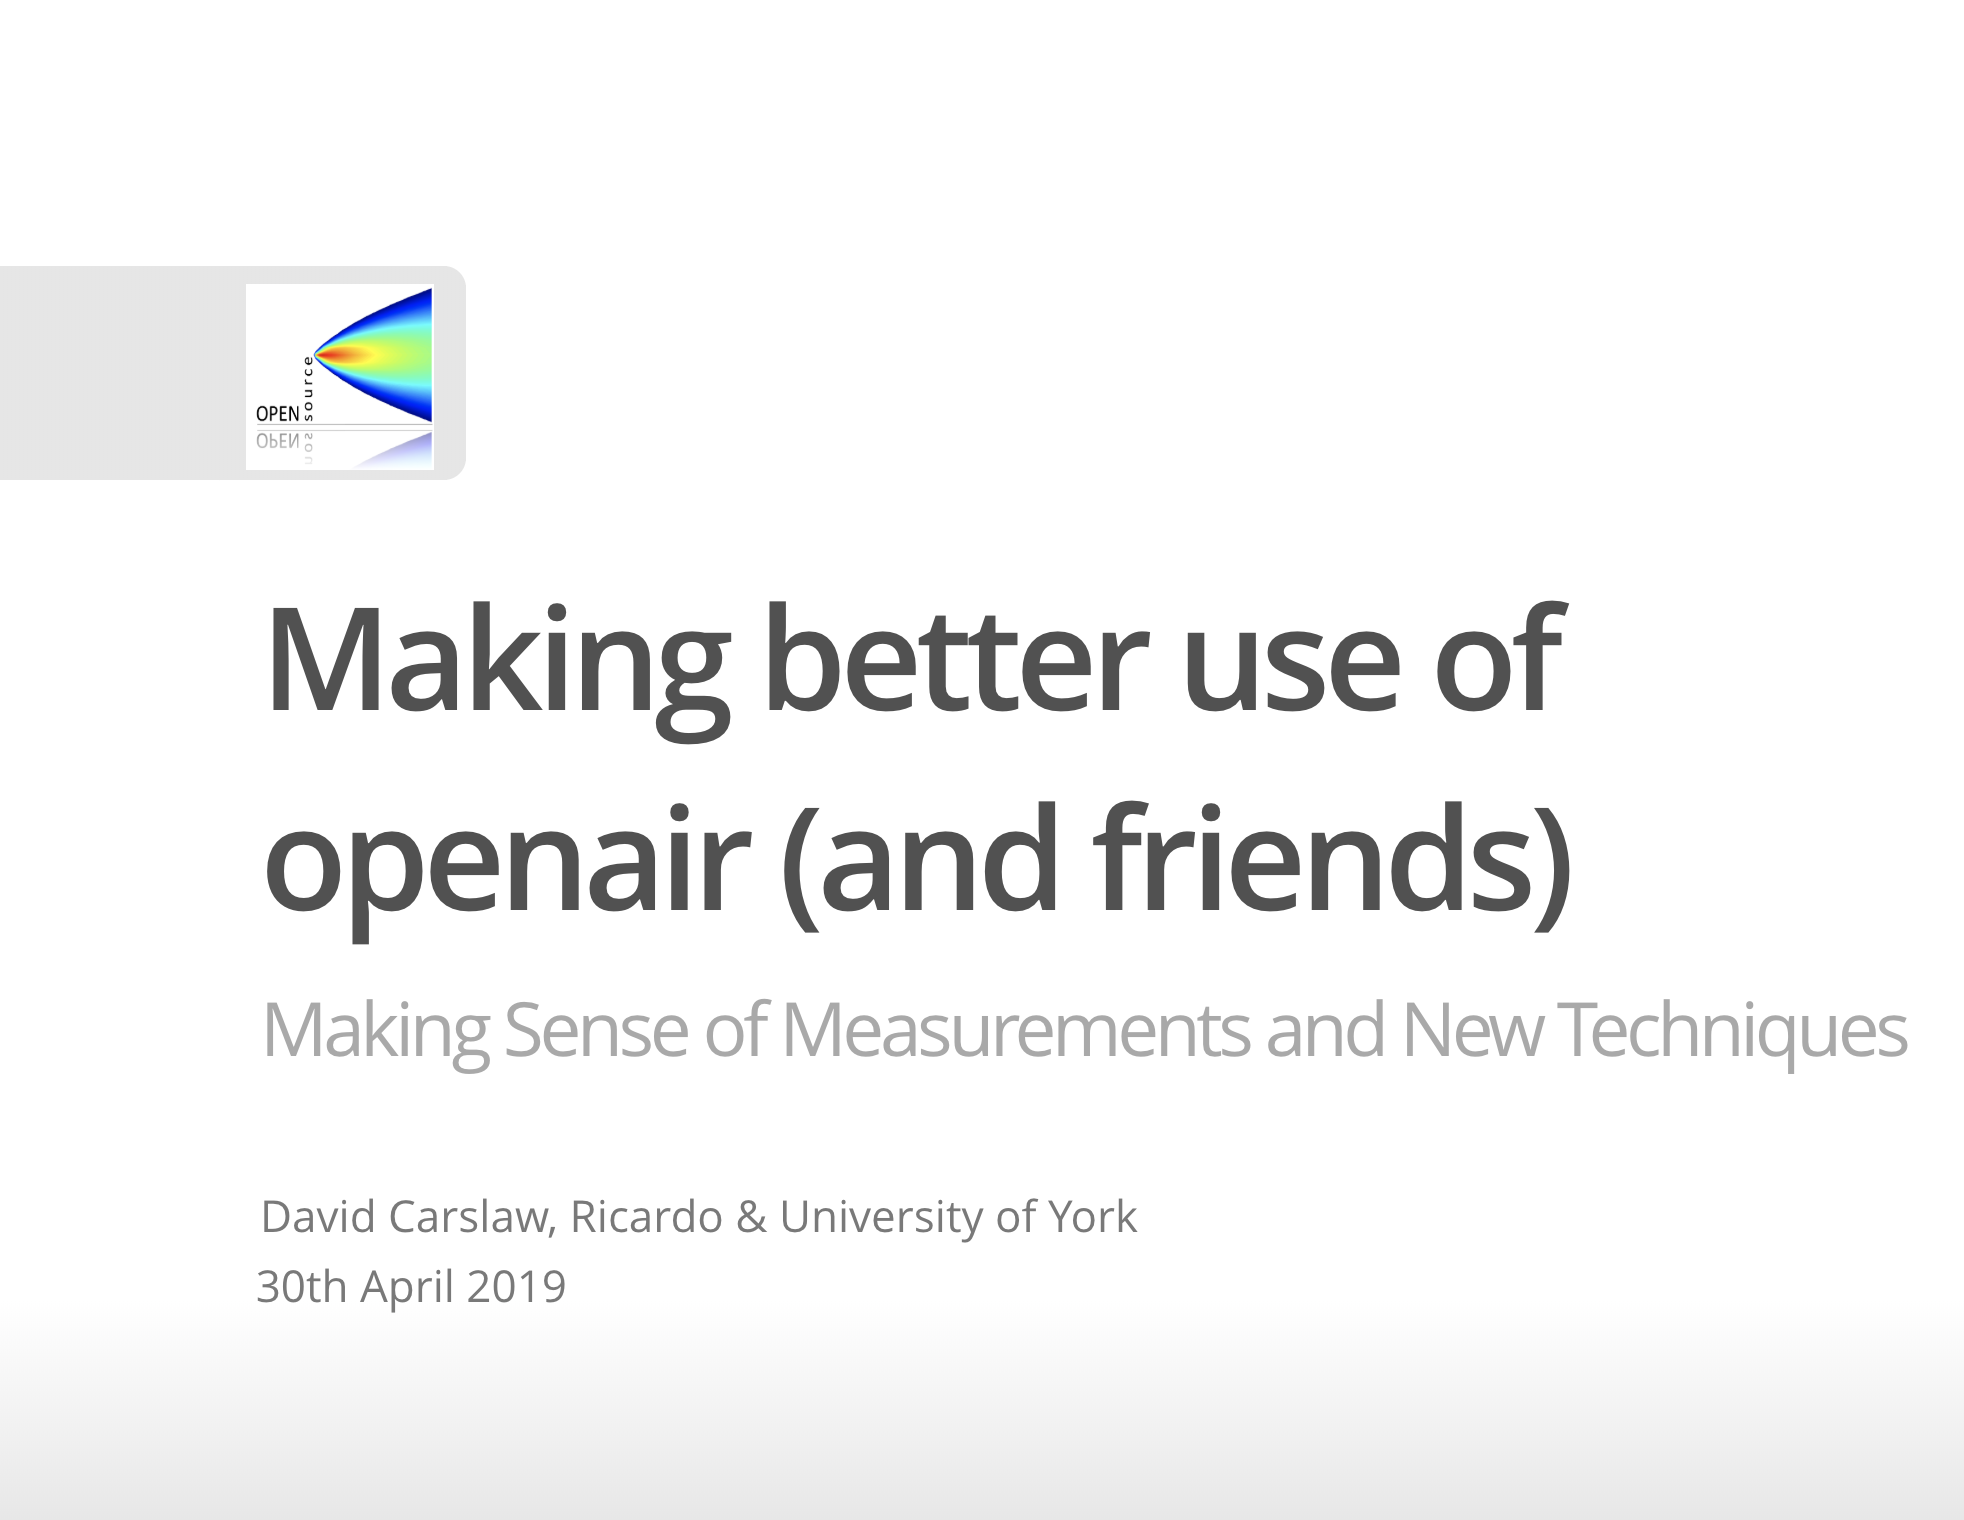 OPEN source
Making better use of
openair (and friends)
Making Sense of Measurements and New Techniques
David Carslaw, Ricardo & University of York
30th April 2019